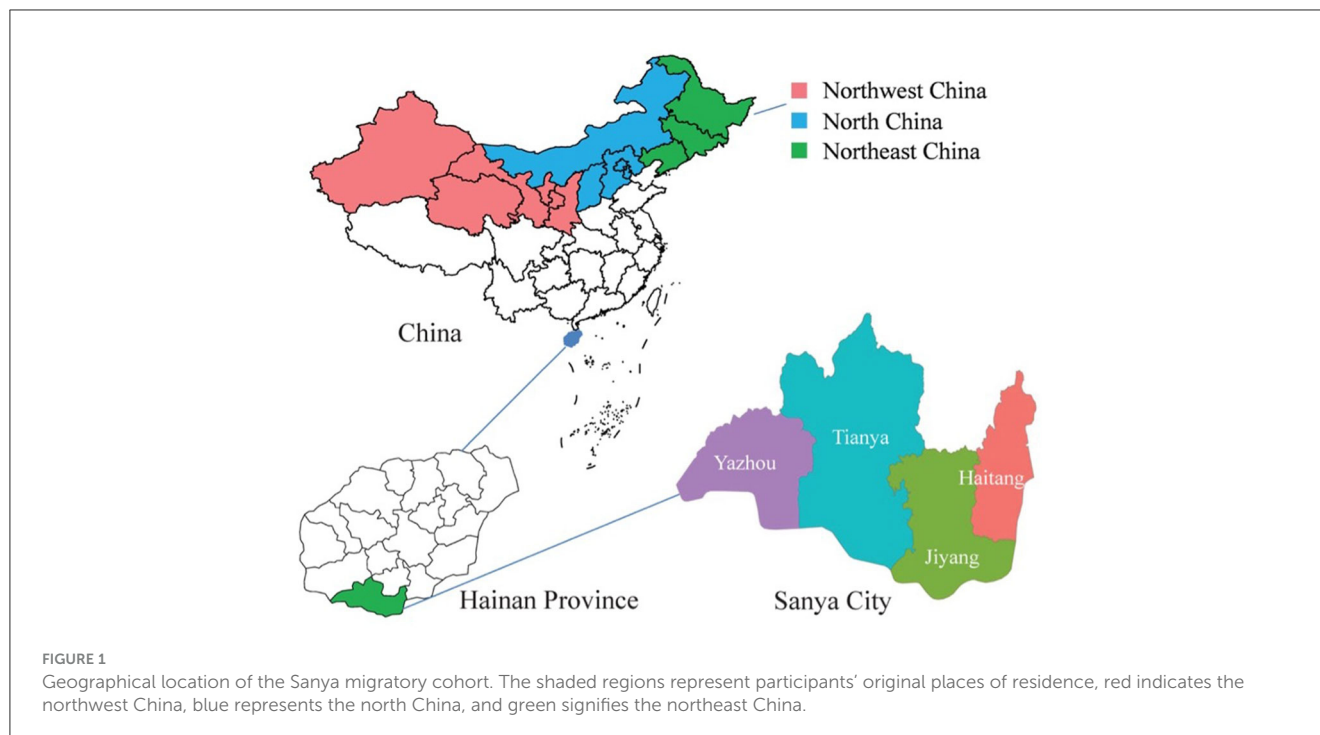 Northwest China
North China
Northeast China
China
Tianya
Yazhou
Haitang
Jiyang
Hainan Province
Sanya City
FIGURE 1
Geographical location of the Sanya migratory cohort. The shaded regions represent participants’ original places of residence, red indicates the
northwest China, blue represents the north China, and green signifies the northeast China.